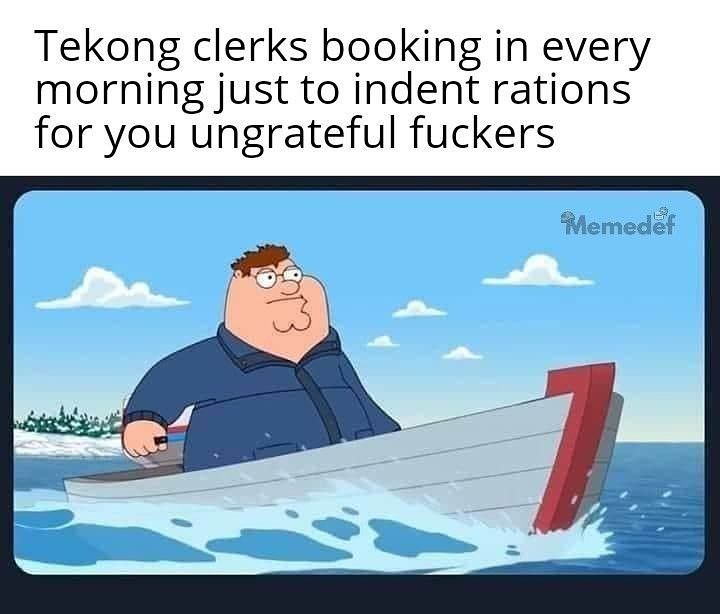 Tekong clerks booking in every
morning just to indent rations
for you ungrateful fuckers
Memedef